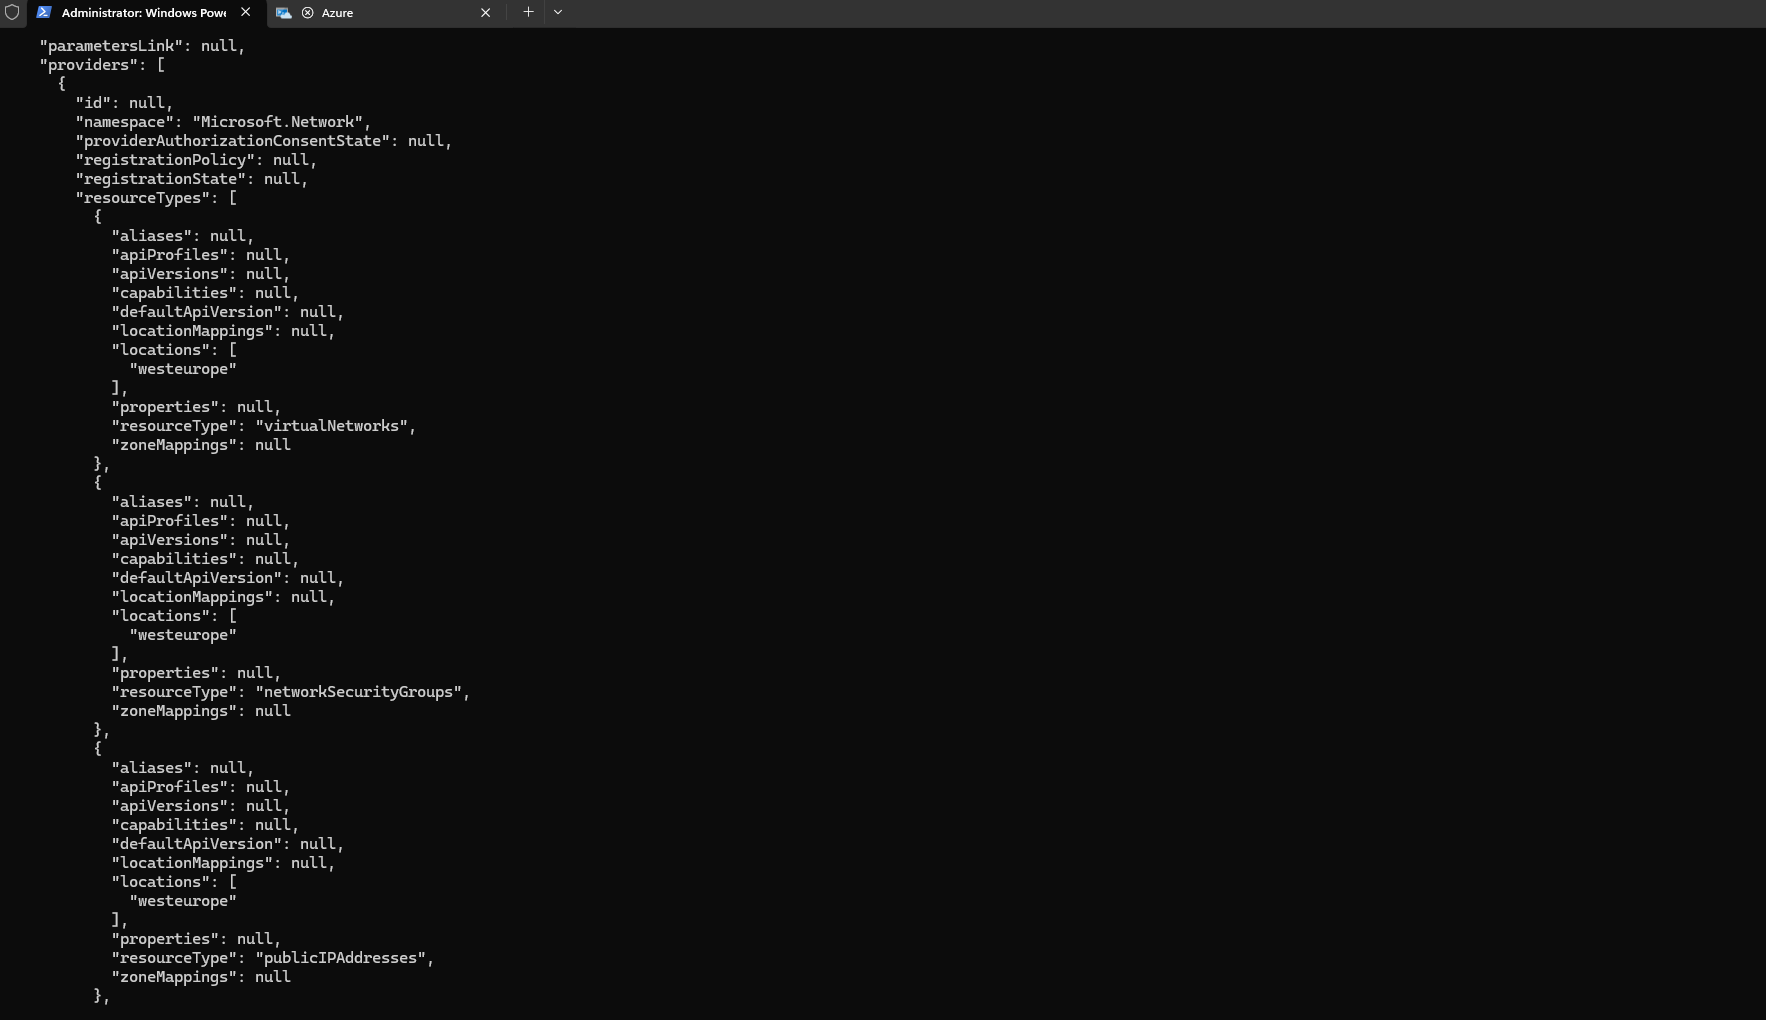 Administrator: Windows Powe
Azure
"parametersLink": null,
"providers": [
{
"id": null,
"namespace": "Microsoft.Network",
"providerAuthorizationConsentState": null,
"registrationPolicy": null,
"registrationState": null,
"resourceTypes": [
{
"aliases": null,
"apiProfiles": null,
"apiVersions": null,
"capabilities": null,
"defaultApiVersion": null,
"locationMappings": null,
"locations": [
"westeurope"
],
"properties": null,
"resourceType": "virtualNetworks",
"zoneMappings": null
},
{
"aliases": null,
"apiProfiles": null,
"apiVersions": null,
"capabilities": null,
"defaultApiVersion": null,
"locationMappings": null,
"locations": [
"westeurope"
],
"properties": null,
"resourceType": "networkSecurityGroups",
"zoneMappings": null
},
{
"aliases": null,
"apiProfiles": null,
"apiVersions": null,
"capabilities": null,
"defaultApiVersion": null,
"locationMappings": null,
"locations": [
"westeurope"
],
"properties": null,
"resourceType": "publicIPAddresses",
"zoneMappings": null
},